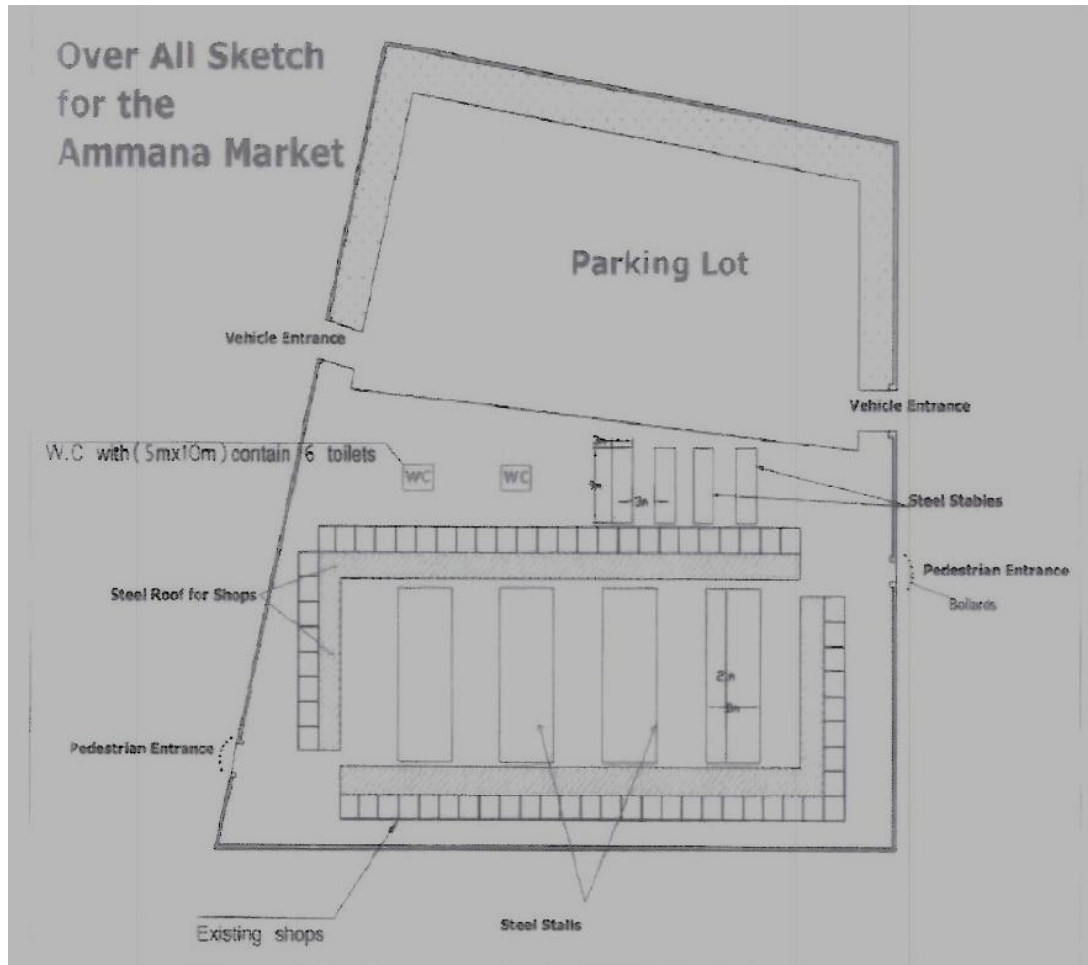 Over All Sketch
for the
Ammana Market
Parking Lot
Vehicle Entrance
Vehicle Entrance
W.C with (5mx10m) contain 6 toilets
WC
WC
3m
Steel Stables
Pedestrian Entrance
Bollards
Steel Roof for Shops
Pedestrian Entrance
Steel Stalls
Existing shops